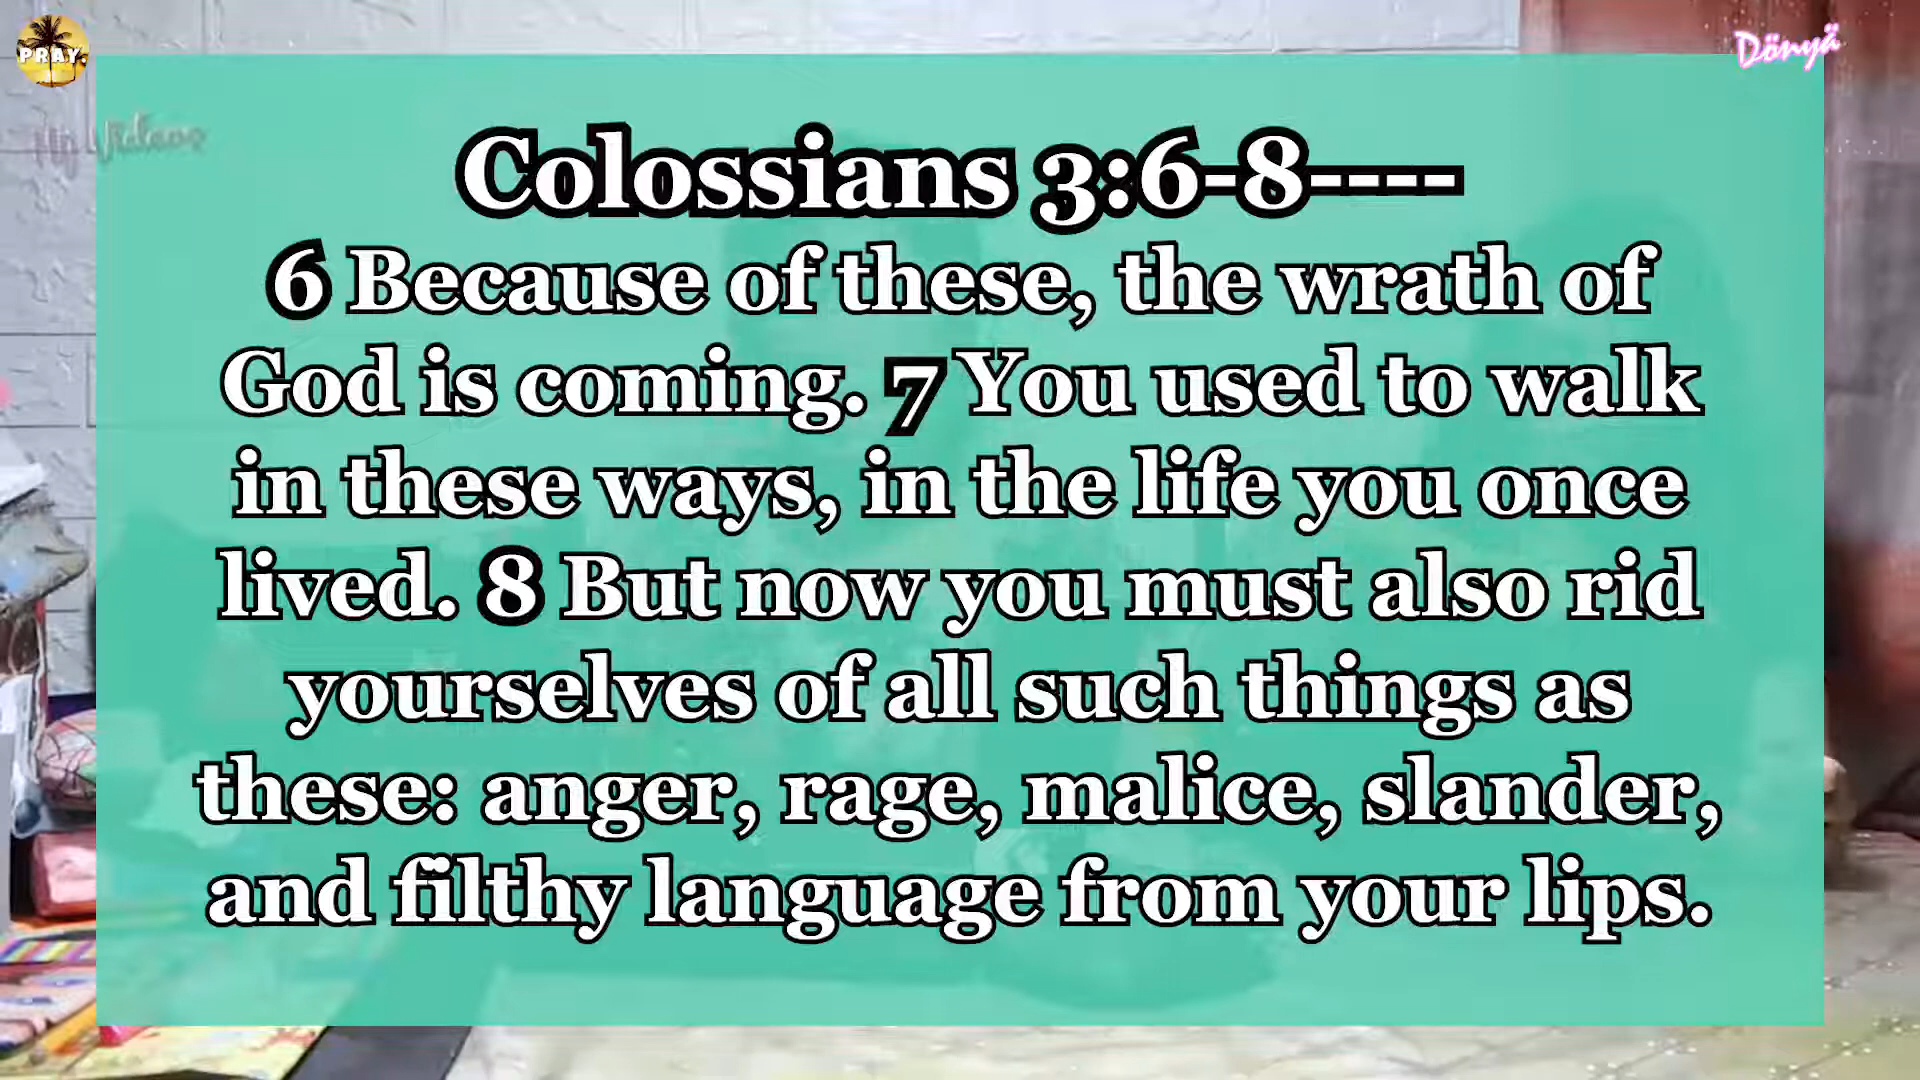 PRAY.
Dönyä
Videos
Colossians 3:6-8----
6 Because of these, the wrath of
God is coming. 7 You used to walk
in these ways, in the life you once
lived. 8 But now you must also rid
yourselves of all such things as
these: anger, rage, malice, slander,
and filthy language from your lips.